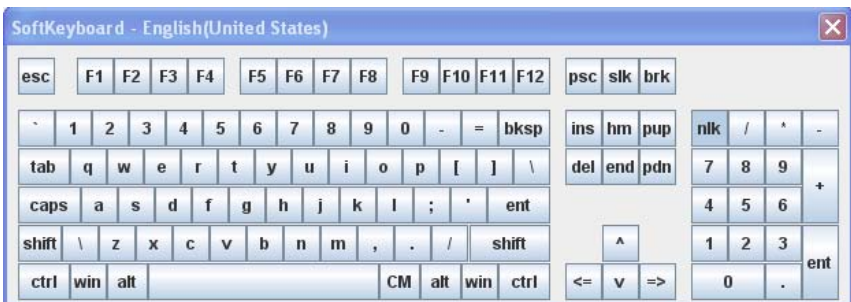 SoftKeyboard - English(United States)
esc F1 F2 F3 F4 F5 F6 F7 F8 F9 F10 F11 F12 psc slk brk
` 1 2 3 4 5 6 7 8 9 0 - = bksp ins hm pup nlk / * -
tab q w e r t y u i o p [ ] \ del end pdn 7 8 9 +
caps a s d f g h j k l ; ' ent 4 5 6
shift \ z x c v b n m , . / shift ^ 1 2 3 ent
ctrl win alt CM alt win ctrl <= v => 0 .